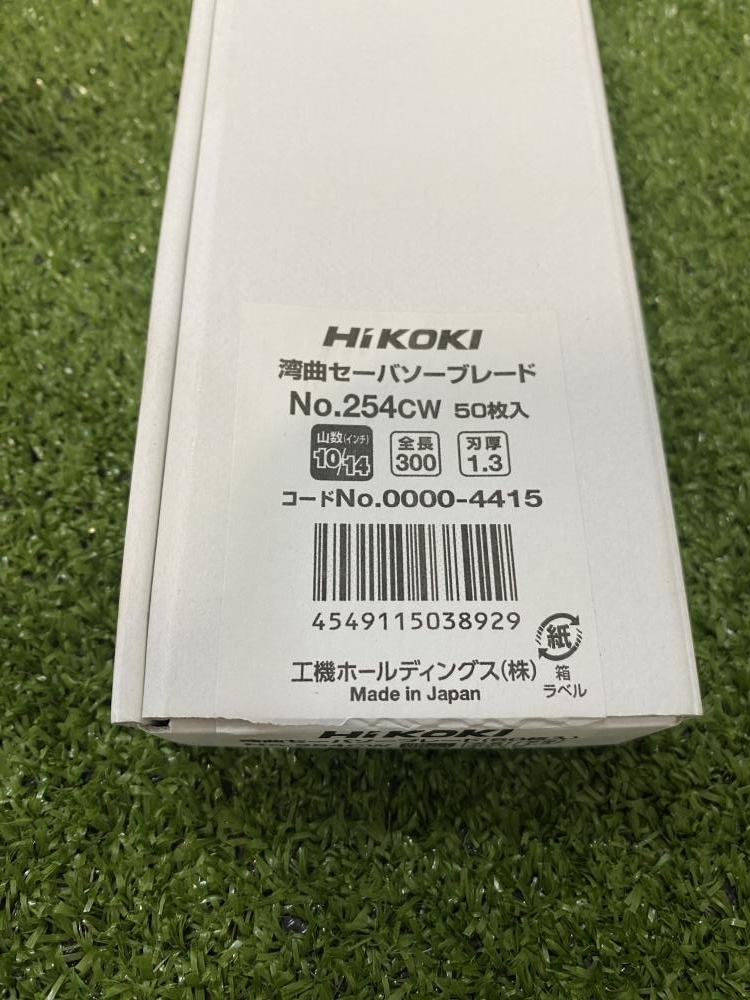 HiKOKI
湾曲セーバソーブレード
No.254CW 50枚入
山数(インチ) 全長 刃厚
10/14 300 1.3
コードNo.0000-4415
4549115038929
紙
工機ホールディングス(株) 箱
Made in Japan ラベル
HiKOKI